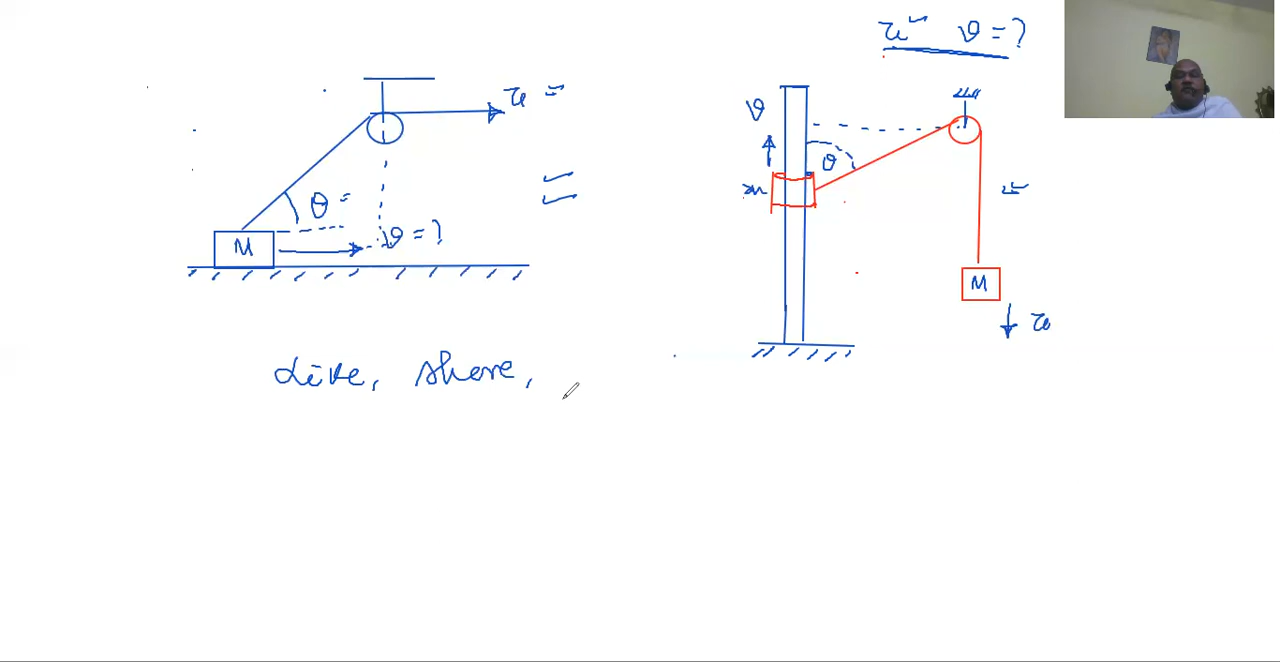 u v = ?
u =
v
θ
θ =
m
M
v = ?
M
u
Like, share,